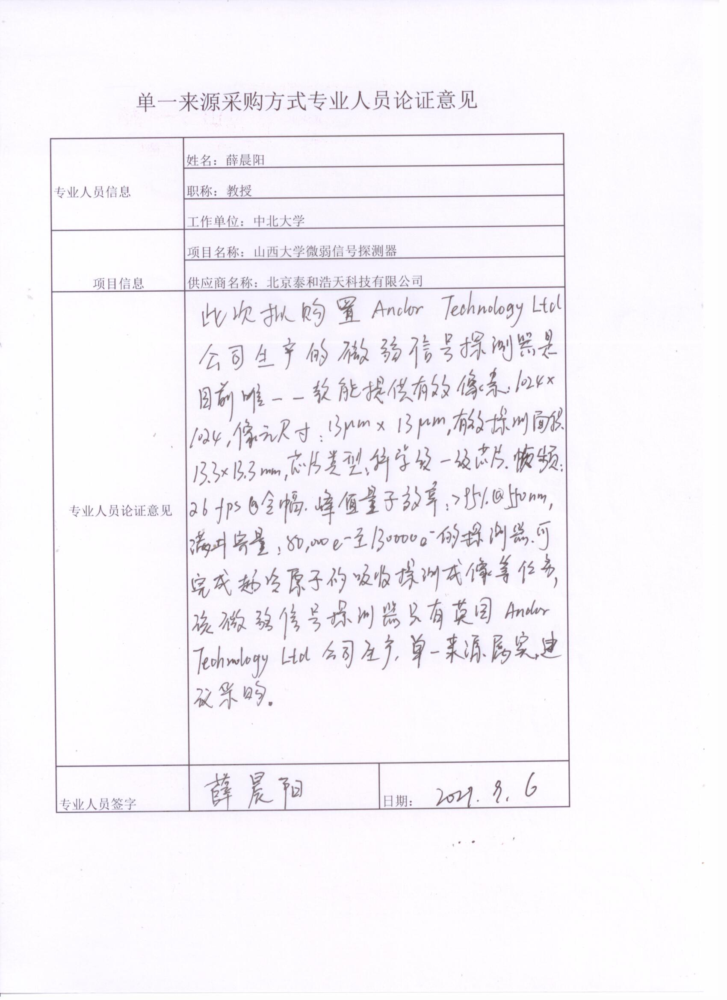 单一来源采购方式专业人员论证意见
专业人员信息
姓名：薛晨阳
职称：教授
工作单位：中北大学
项目信息
项目名称：山西大学微弱信号探测器
供应商名称：北京泰和浩天科技有限公司
专业人员论证意见
此次拟购置 Andor Technology Ltd
公司生产的微弱信号探测器是
目前唯一一款能提供有效像素：1024×
1024，像元尺寸：13μm × 13μm，有效探测面积
13.3×13.3mm，芯片类型：科学级一级芯片，帧频：
26 fps@全幅，峰值量子效率：>95%@550nm，
满井容量：80,000e-至130000e-的探测器，可
完成超冷原子的吸收探测成像等任务，
该微弱信号探测器只有英国 Andor
Technology Ltd 公司生产，单一来源属实，建
议采购。
专业人员签字
薛晨阳
日期： 2021. 9. 6